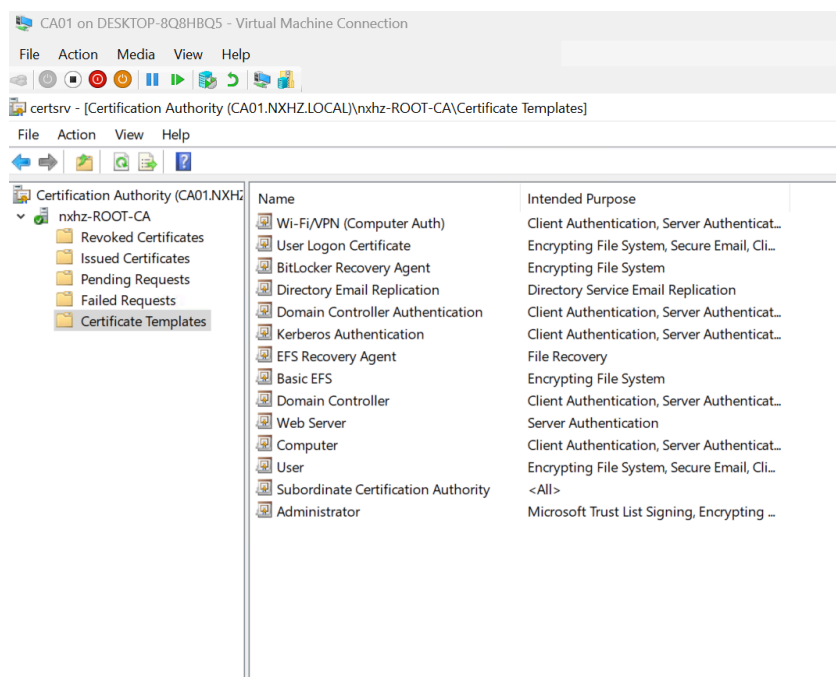 CA01 on DESKTOP-8Q8HBQ5 - Virtual Machine Connection
File Action Media View Help
certsrv - [Certification Authority (CA01.NXHZ.LOCAL)\nxhz-ROOT-CA\Certificate Templates]
File Action View Help
Certification Authority (CA01.NXHZ
nxhz-ROOT-CA
Revoked Certificates
Issued Certificates
Pending Requests
Failed Requests
Certificate Templates
Name Intended Purpose
Wi-Fi/VPN (Computer Auth) Client Authentication, Server Authenticat...
User Logon Certificate Encrypting File System, Secure Email, Cli...
BitLocker Recovery Agent Encrypting File System
Directory Email Replication Directory Service Email Replication
Domain Controller Authentication Client Authentication, Server Authenticat...
Kerberos Authentication Client Authentication, Server Authenticat...
EFS Recovery Agent File Recovery
Basic EFS Encrypting File System
Domain Controller Client Authentication, Server Authenticat...
Web Server Server Authentication
Computer Client Authentication, Server Authenticat...
User Encrypting File System, Secure Email, Cli...
Subordinate Certification Authority <All>
Administrator Microsoft Trust List Signing, Encrypting ...